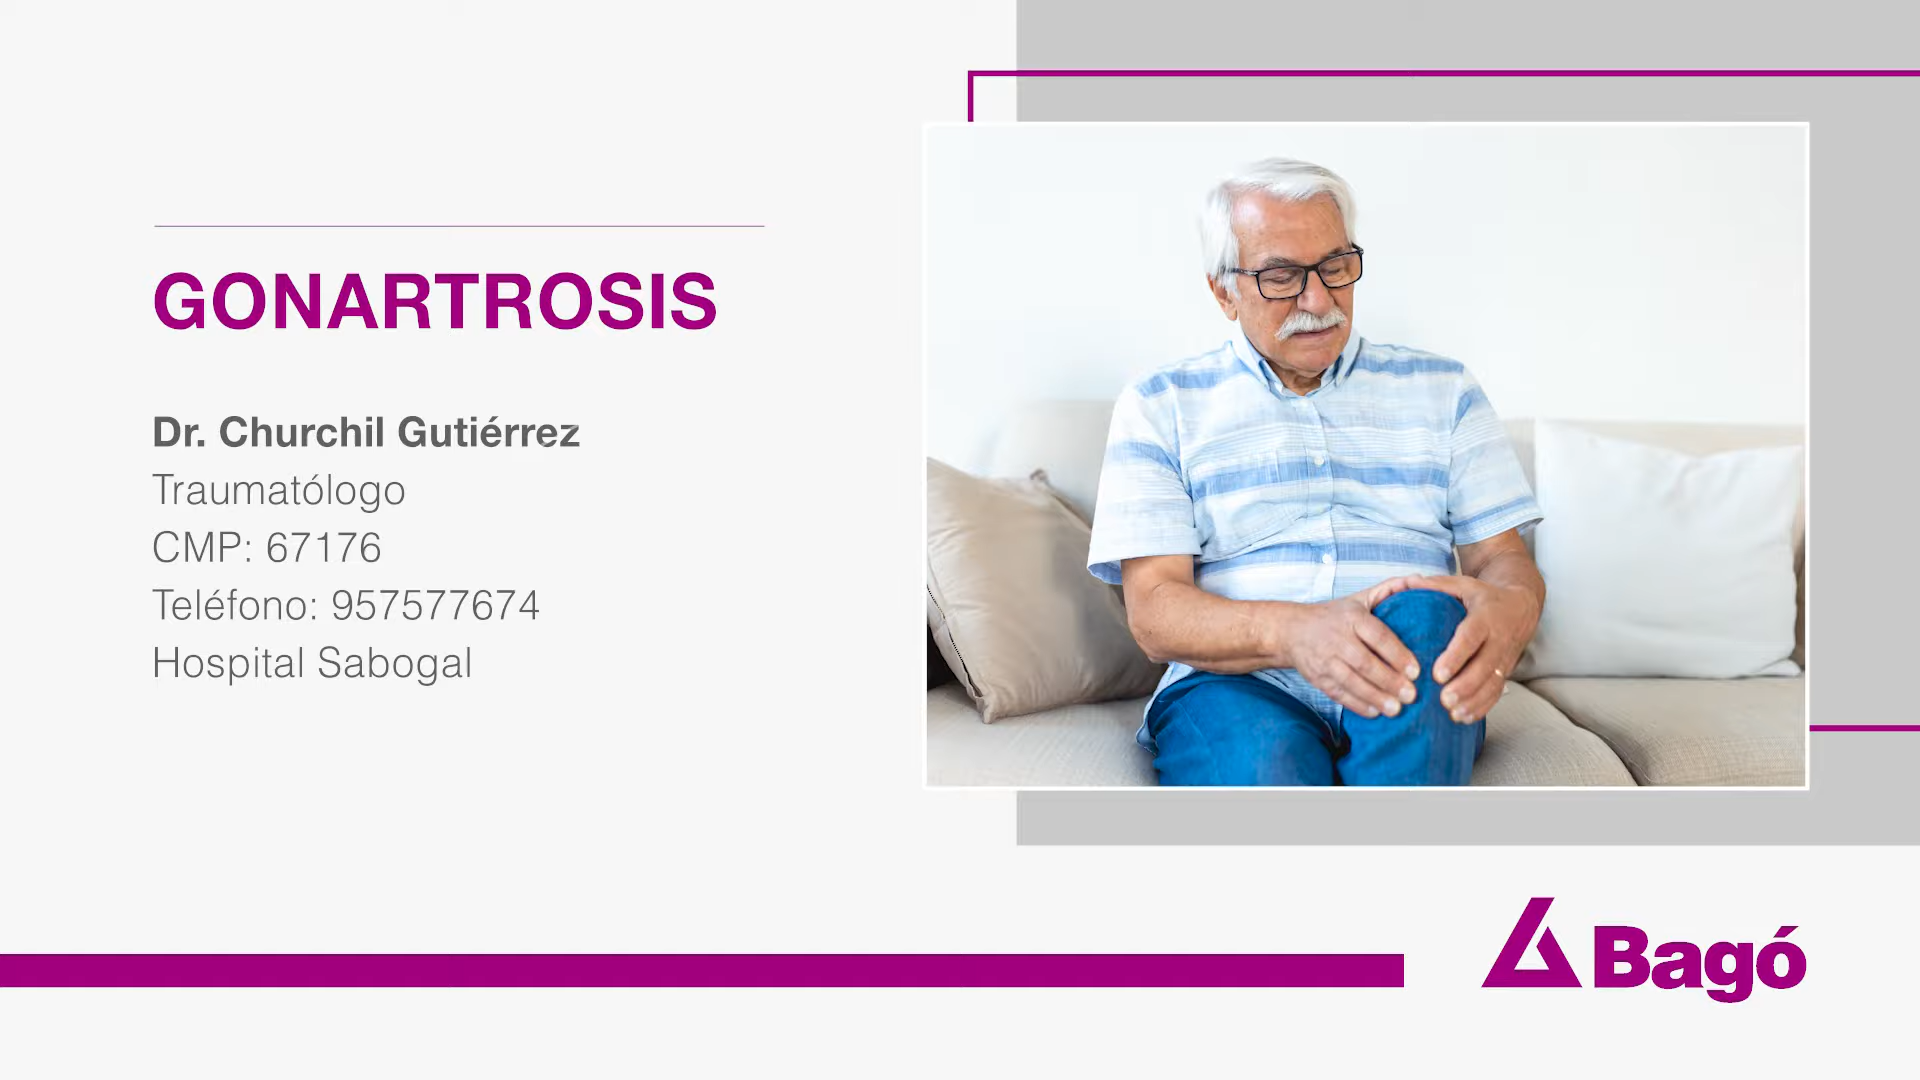 GONARTROSIS
Dr. Churchil Gutiérrez
Traumatólogo
CMP: 67176
Teléfono: 957577674
Hospital Sabogal
Bagó